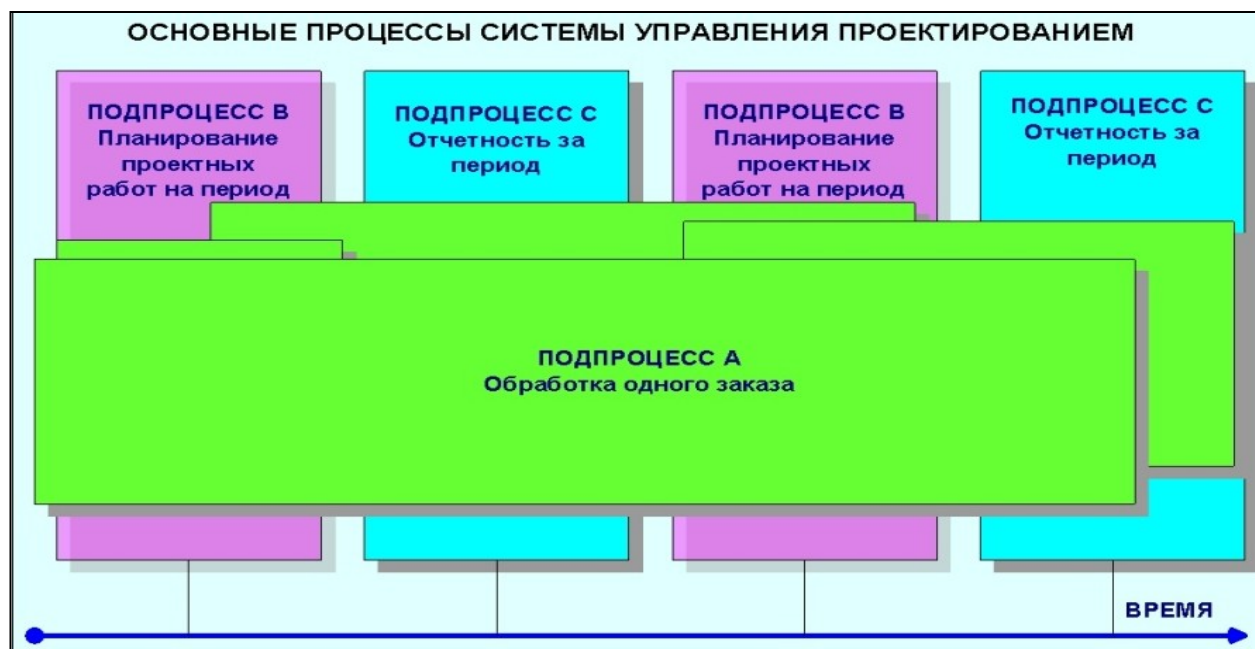 ОСНОВНЫЕ ПРОЦЕССЫ СИСТЕМЫ УПРАВЛЕНИЯ ПРОЕКТИРОВАНИЕМ
ПОДПРОЦЕСС В
Планирование
проектных
работ на период
ПОДПРОЦЕСС С
Отчетность за
период
ПОДПРОЦЕСС В
Планирование
проектных
работ на период
ПОДПРОЦЕСС С
Отчетность за
период
ПОДПРОЦЕСС А
Обработка одного заказа
ВРЕМЯ